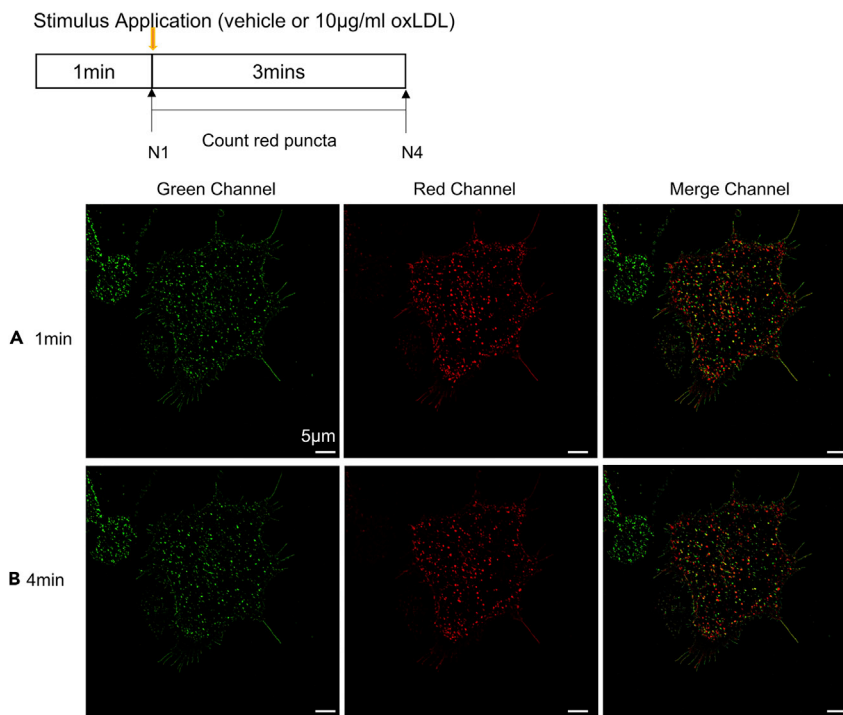 Stimulus Application (vehicle or 10μg/ml oxLDL)
1min 3mins
Count red puncta
N1 N4
Green Channel Red Channel Merge Channel
A 1min
5μm
B 4min